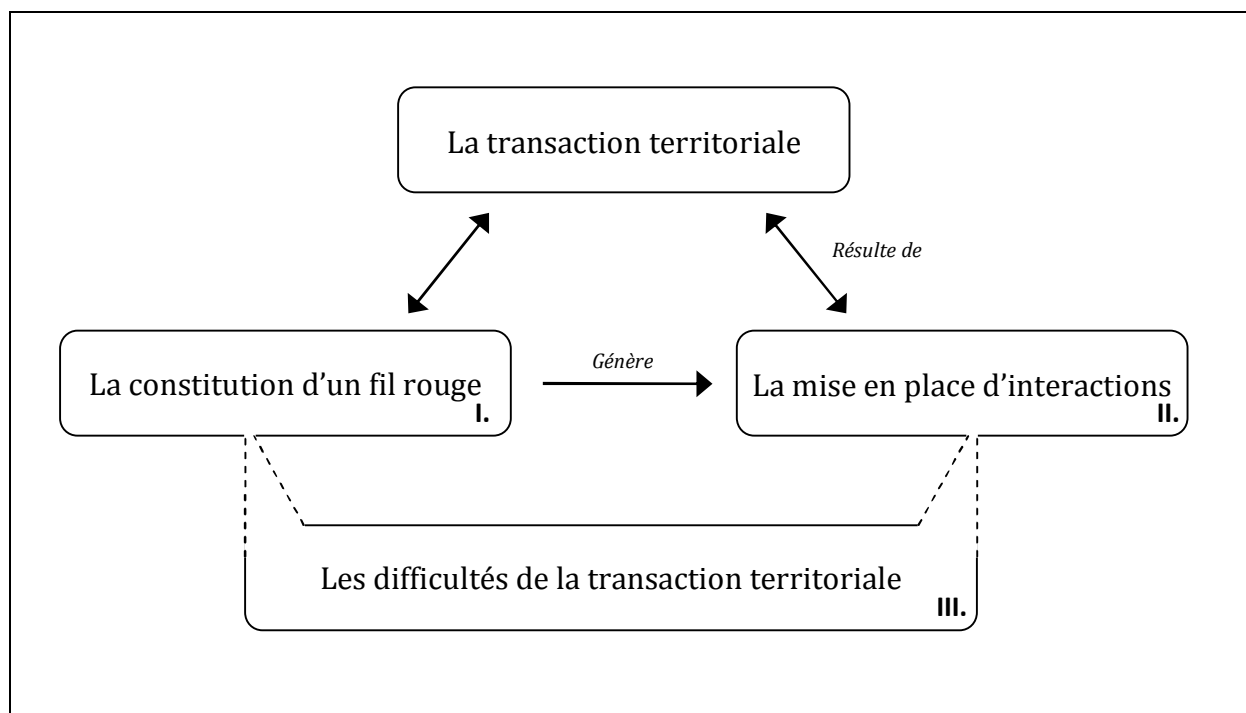 La transaction territoriale
Résulte de
Génère
La constitution d'un fil rouge
I.
La mise en place d'interactions
II.
Les difficultés de la transaction territoriale
III.